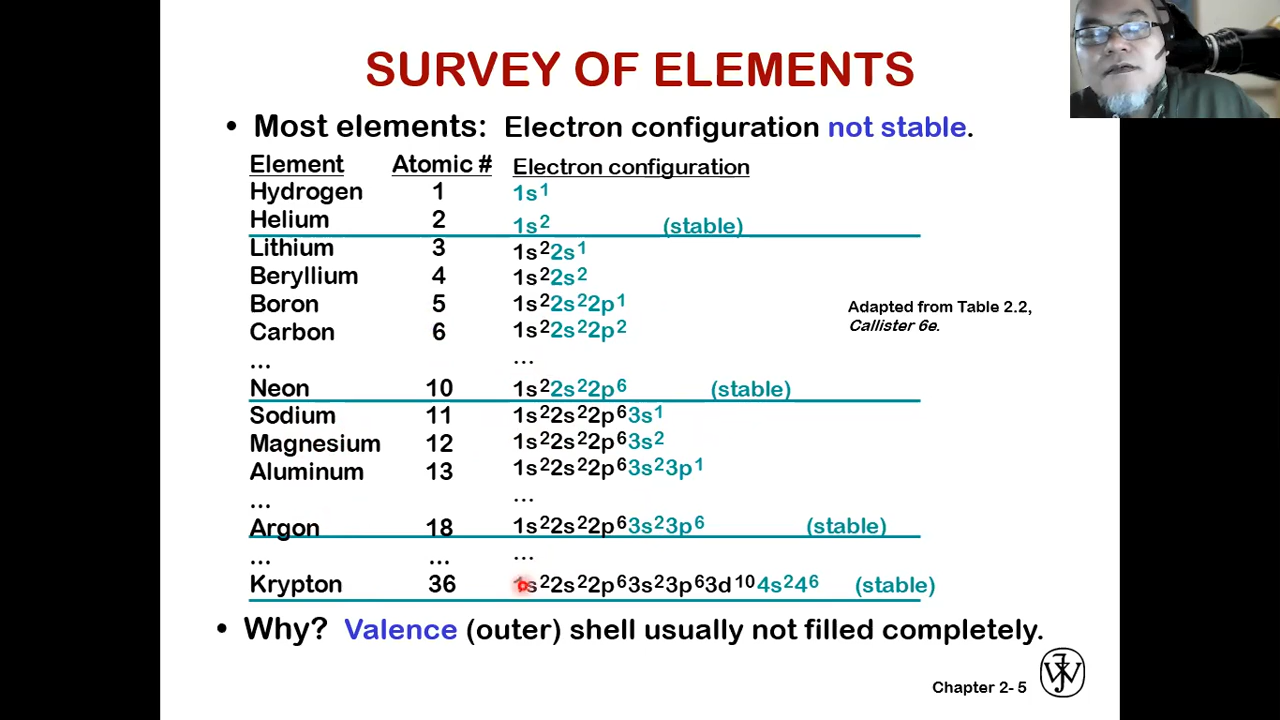 SURVEY OF ELEMENTS
• Most elements: Electron configuration not stable.
Element Atomic # Electron configuration
Hydrogen 1 1s¹
Helium 2 1s² (stable)
Lithium 3 1s²2s¹
Beryllium 4 1s²2s²
Boron 5 1s²2s²2p¹
Carbon 6 1s²2s²2p²
... ...
Neon 10 1s²2s²2p⁶ (stable)
Sodium 11 1s²2s²2p⁶3s¹
Magnesium 12 1s²2s²2p⁶3s²
Aluminum 13 1s²2s²2p⁶3s²3p¹
... ...
Argon 18 1s²2s²2p⁶3s²3p⁶ (stable)
... ... ...
Krypton 36 1s²2s²2p⁶3s²3p⁶3d¹⁰4s²4⁶ (stable)
Adapted from Table 2.2,
Callister 6e.
• Why? Valence (outer) shell usually not filled completely.
Chapter 2- 5